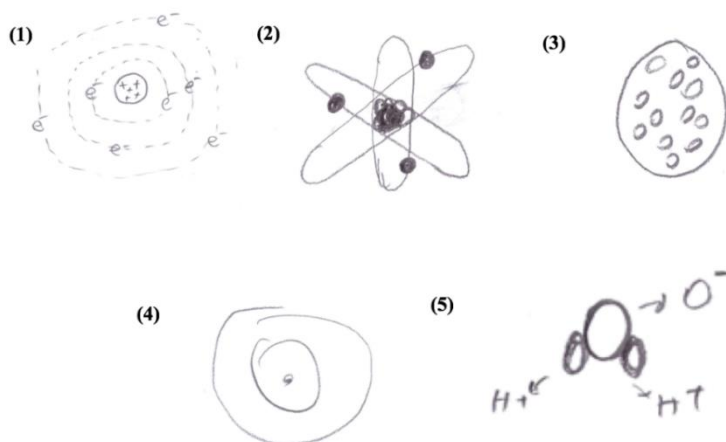 (1)
e⁻
+ +
+
+ +
e⁻ e⁻
e⁻
e⁻ e⁻
e⁻
(2)
(3)
(4)
(5)
O⁻
H+
H+